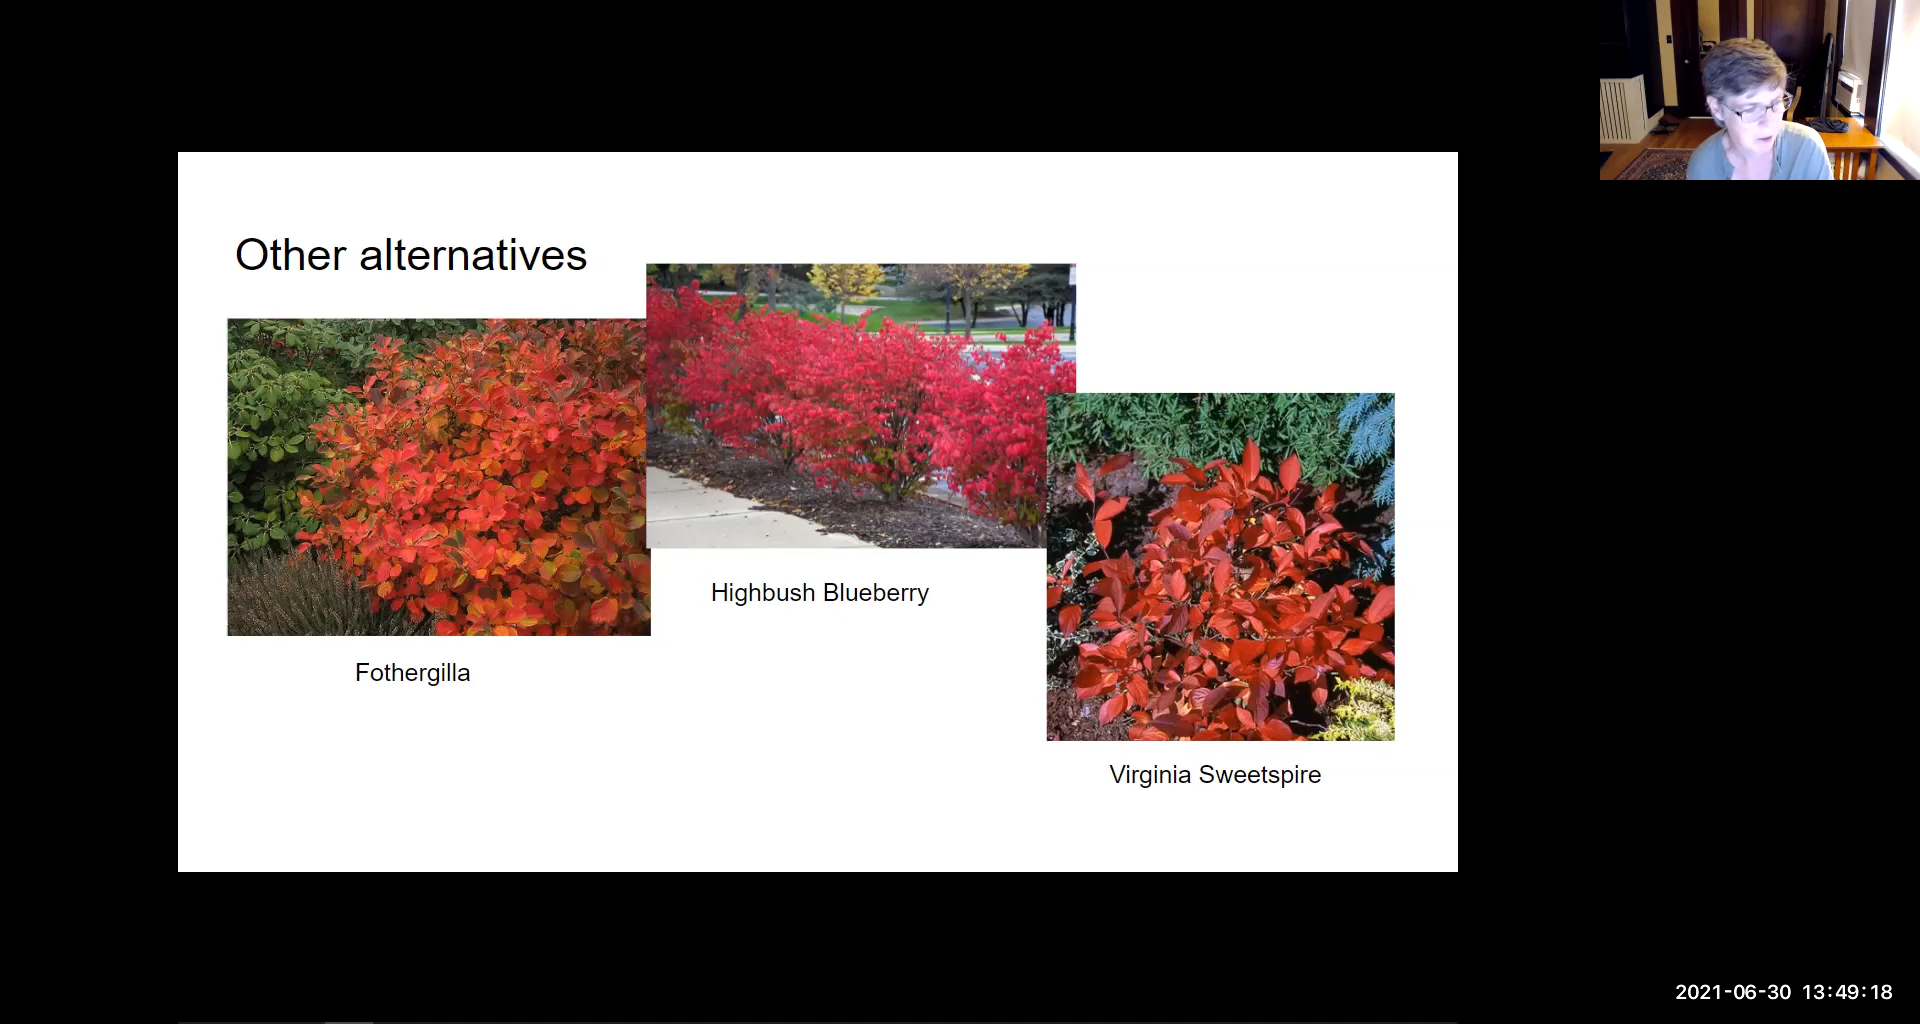 Other alternatives
Highbush Blueberry
Fothergilla
Virginia Sweetspire
2021-06-30 13:49:18